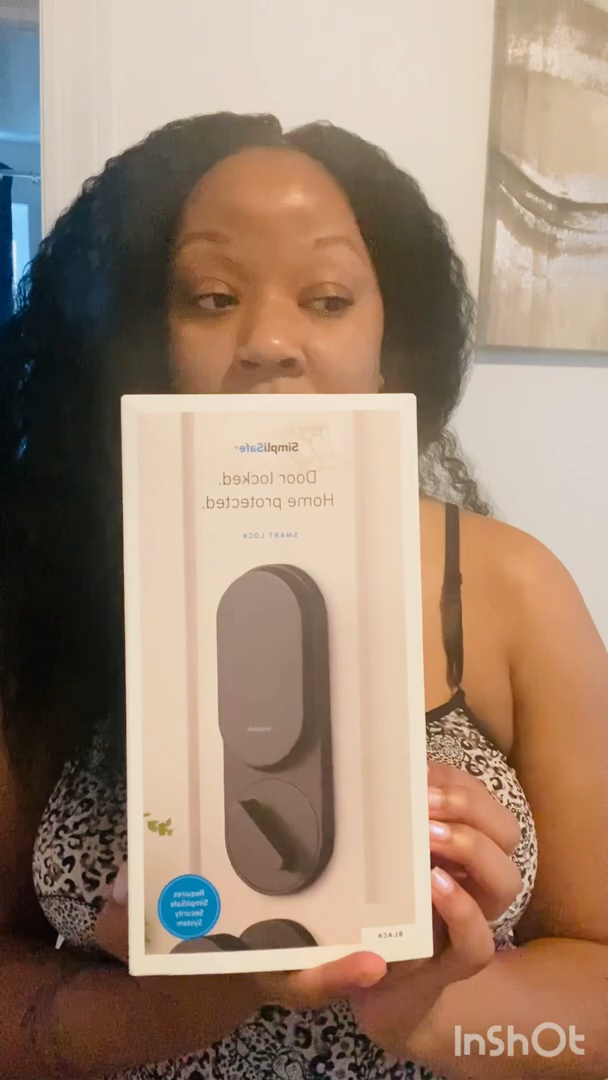 SimpliSafe®
Door locked.
Home protected.
SMART LOCK
Requires
SimpliSafe
Security
System
BLACK
InShOt